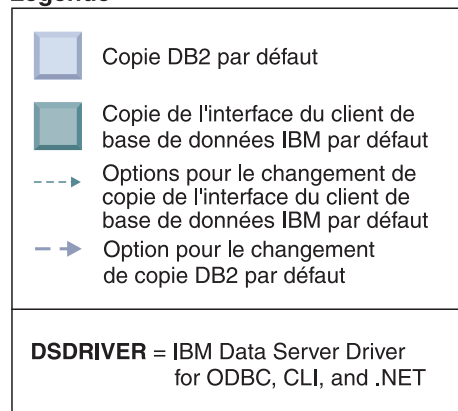 Légende
Copie DB2 par défaut
Copie de l'interface du client de
base de données IBM par défaut
Options pour le changement de
copie de l'interface du client de
base de données IBM par défaut
Option pour le changement
de copie DB2 par défaut
DSDRIVER = IBM Data Server Driver
for ODBC, CLI, and .NET